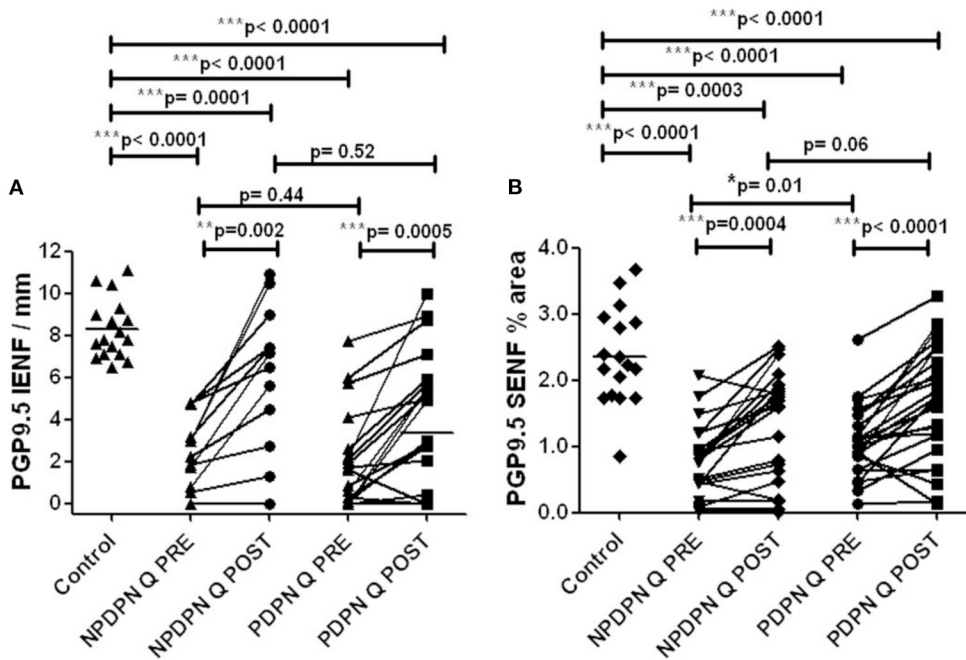 ***p< 0.0001
***p< 0.0001
***p= 0.0001
***p< 0.0001
p= 0.52
A
p= 0.44
**p=0.002
***p= 0.0005
PGP9.5 IENF / mm
12
10
8
6
4
2
0
Control
NPDPN Q PRE
NPDPN Q POST
PDPN Q PRE
PDPN Q POST
***p< 0.0001
***p< 0.0001
***p= 0.0003
***p< 0.0001
p= 0.06
B
*p= 0.01
***p=0.0004
***p< 0.0001
PGP9.5 SENF % area
4.0
3.0
2.0
1.0
0.0
Control
NPDPN Q PRE
NPDPN Q POST
PDPN Q PRE
PDPN Q POST